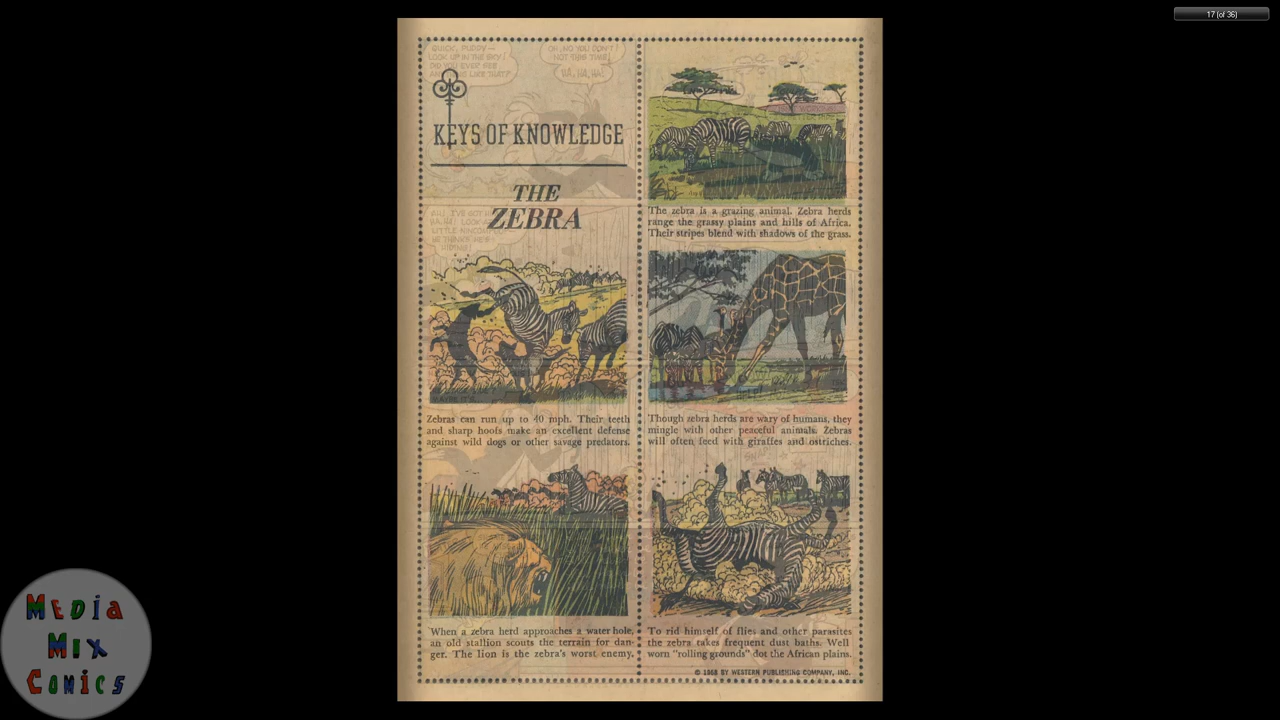 17 (of 36)
KEYS OF KNOWLEDGE
THE
ZEBRA
The zebra is a grazing animal. Zebra herds
range the grassy plains and hills of Africa.
Their stripes blend with shadows of the grass.
Zebras can run up to 40 mph. Their teeth
and sharp hoofs make an excellent defense
against wild dogs or other savage predators.
Though zebra herds are wary of humans, they
mingle with other peaceful animals. Zebras
will often feed with giraffes and ostriches.
When a zebra herd approaches a water hole,
an old stallion scouts the terrain for dan-
ger. The lion is the zebra's worst enemy.
To rid himself of flies and other parasites
the zebra takes frequent dust baths. Well
worn "rolling grounds" dot the African plains.
© 1968 BY WESTERN PUBLISHING COMPANY, INC.
MEDIA
MIX
COMICS